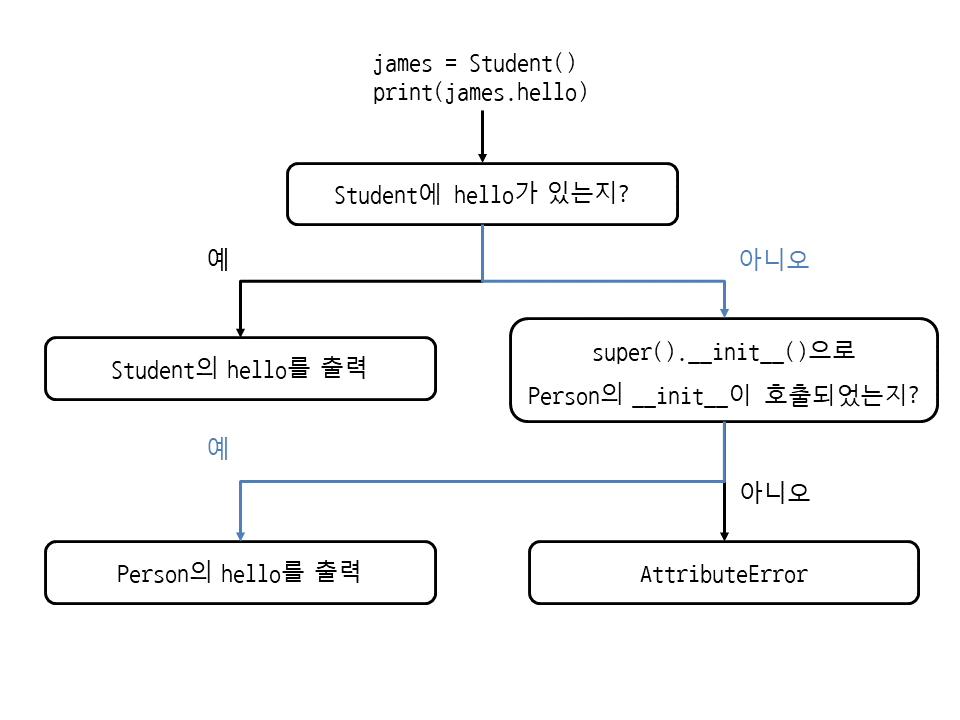 james = Student()
print(james.hello)
Student에 hello가 있는지?
예
아니오
Student의 hello를 출력
super().__init__()으로
Person의 __init__이 호출되었는지?
예
아니오
Person의 hello를 출력
AttributeError